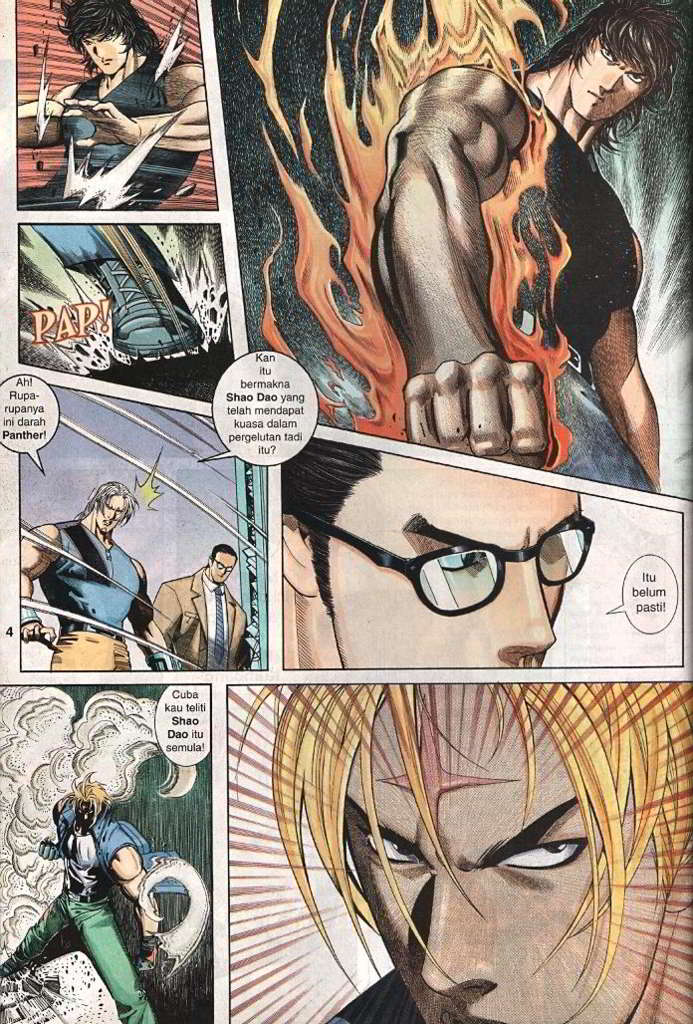 PAP!
Ah!
Rupa-
rupanya
ini darah
Panther!
Kan
itu
bermakna
Shao Dao yang
telah mendapat
kuasa dalam
pergelutan tadi
itu?
Itu
belum
pasti!
4
Cuba
kau teliti
Shao
Dao itu
semula!